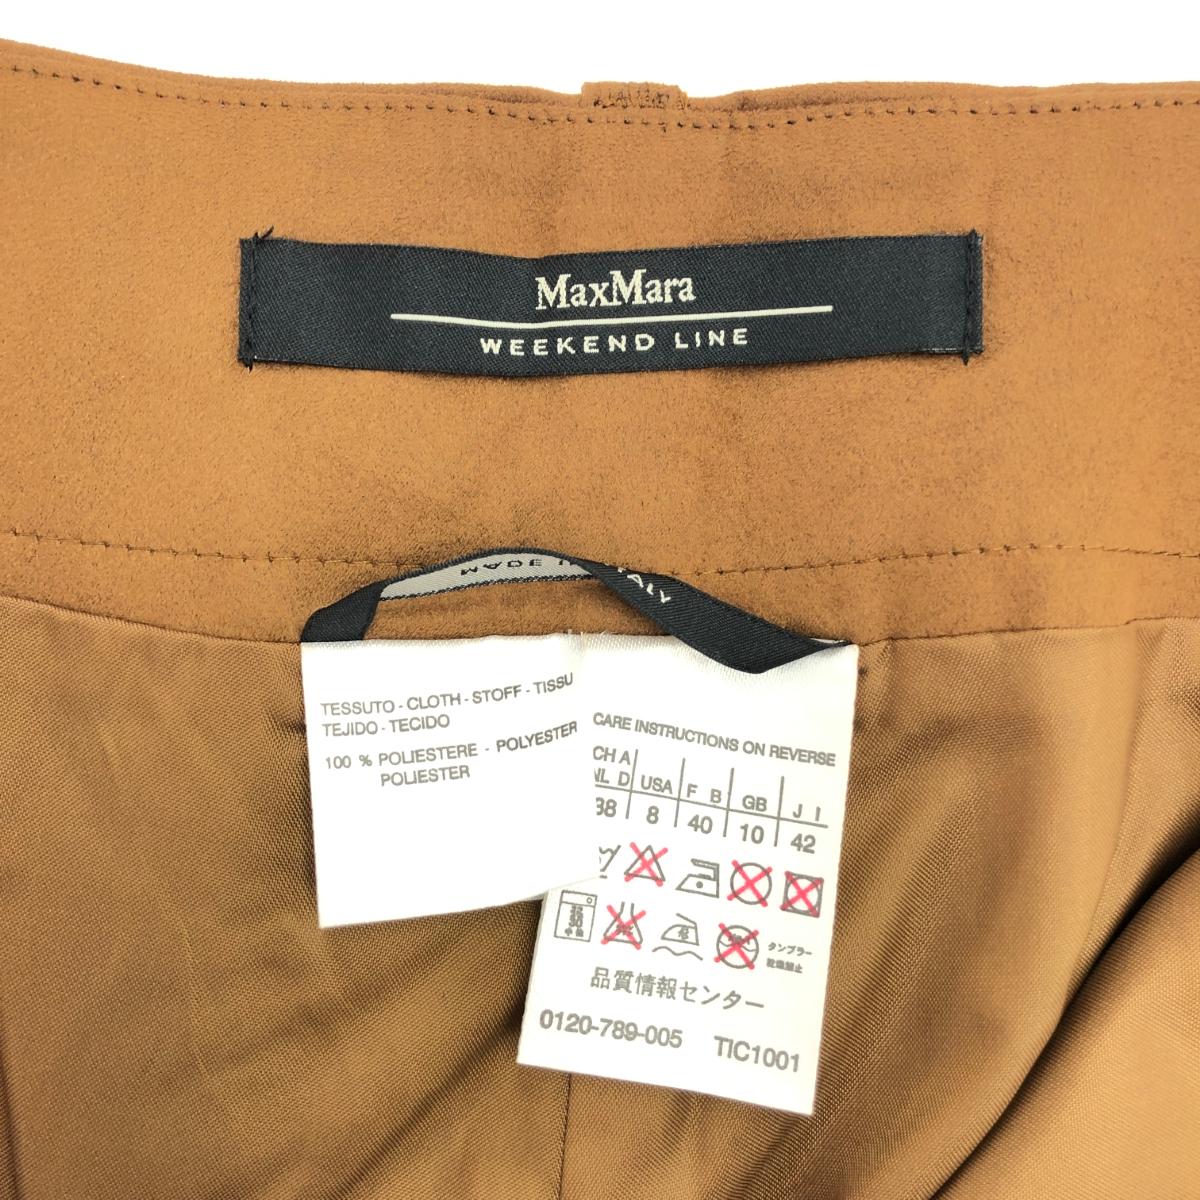 MaxMara
WEEKEND LINE
MADE IN ITALY
TESSUTO - CLOTH - STOFF - TISSU
TEJIDO - TECIDO
100 % POLIESTERE - POLYESTER
POLIESTER
CARE INSTRUCTIONS ON REVERSE
CH A
NL D USA F B GB J I
38 8 40 10 42
タンブラー
乾燥禁止
品質情報センター
0120-789-005 TIC1001